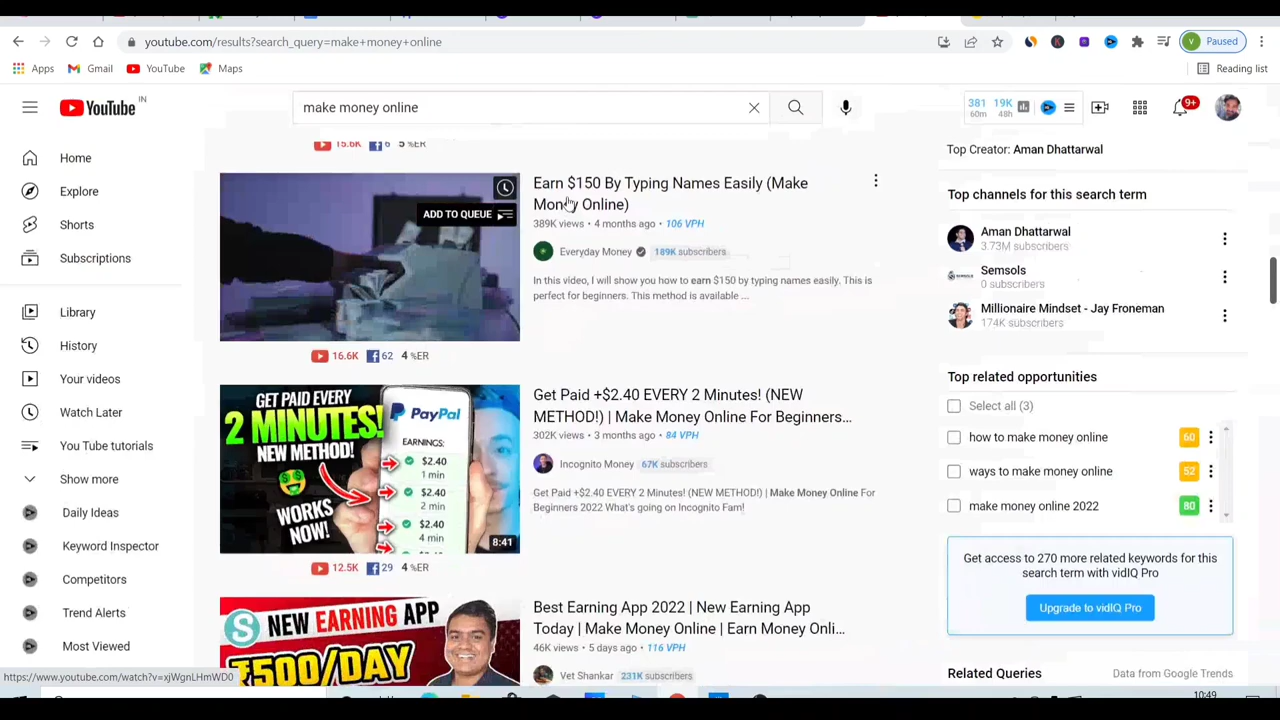 youtube.com/results?search_query=make+money+online
Paused
Apps
Gmail
YouTube
Maps
Reading list
YouTube IN
make money online
381 60m
19K 48h
9+
15.6K 6 5 %ER
Home
Explore
Shorts
Subscriptions
Library
History
Your videos
Watch Later
You Tube tutorials
Show more
Daily Ideas
Keyword Inspector
Competitors
Trend Alerts
Most Viewed
ADD TO QUEUE
Earn $150 By Typing Names Easily (Make
Money Online)
389K views • 4 months ago • 106 VPH
Everyday Money
189K subscribers
In this video, I will show you how to earn $150 by typing names easily. This is
perfect for beginners. This method is available ...
16.6K 62 4 %ER
GET PAID EVERY
2 MINUTES!
NEW METHOD!
WORKS
NOW!
PayPal
EARNINGS:
$2.40
1 min
$2.40
2 min
$2.40
4 min
8:41
Get Paid +$2.40 EVERY 2 Minutes! (NEW
METHOD!) | Make Money Online For Beginners...
302K views • 3 months ago • 84 VPH
Incognito Money
67K subscribers
Get Paid +$2.40 EVERY 2 Minutes! (NEW METHOD!) | Make Money Online For
Beginners 2022 What's going on Incognito Fam!
12.5K 29 4 %ER
S NEW EARNING APP
₹500/DAY
Best Earning App 2022 | New Earning App
Today | Make Money Online | Earn Money Onli...
46K views • 5 days ago • 116 VPH
Vet Shankar
231K subscribers
Top Creator: Aman Dhattarwal
Top channels for this search term
Aman Dhattarwal
3.73M subscribers
Semsols
0 subscribers
Millionaire Mindset - Jay Froneman
174K subscribers
Top related opportunities
Select all (3)
how to make money online 60
ways to make money online 52
make money online 2022 80
Get access to 270 more related keywords for this
search term with vidIQ Pro
Upgrade to vidIQ Pro
Related Queries
Data from Google Trends
https://www.youtube.com/watch?v=xjWgnLHmWD0
10:49